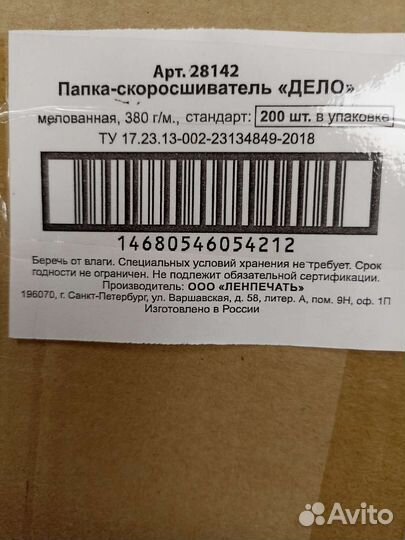 Арт. 28142
Папка-скоросшиватель «ДЕЛО»
мелованная, 380 г/м., стандарт: 200 шт. в упаковке
ТУ 17.23.13-002-23134849-2018
14680546054212
Беречь от влаги. Специальных условий хранения не требует. Срок
годности не ограничен. Не подлежит обязательной сертификации.
Производитель: ООО «ЛЕНПЕЧАТЬ»
196070, г. Санкт-Петербург, ул. Варшавская, д. 58, литер. А, пом. 9Н, оф. 1П
Изготовлено в России
Avito